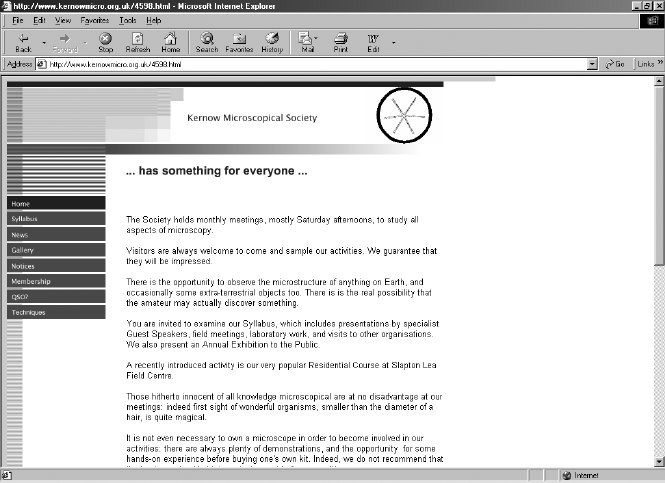 http://www.kernowmicro.org.uk/4598.html - Microsoft Internet Explorer
File Edit View Favorites Tools Help
Back Forward Stop Refresh Home Search Favorites History Mail Print Edit
Address http://www.kernowmicro.org.uk/4598.html Go Links »
Kernow Microscopical Society
... has something for everyone ...
Home
Syllabus
News
Gallery
Notices
Membership
QSO?
Techniques
The Society holds monthly meetings, mostly Saturday afternoons, to study all
aspects of microscopy.
Visitors are always welcome to come and sample our activities. We guarantee that
they will be impressed.
There is the opportunity to observe the microstructure of anything on Earth, and
occasionally some extra-terrestrial objects too. There is is the real possibility that
the amateur may actually discover something.
You are invited to examine our Syllabus, which includes presentations by specialist
Guest Speakers, field meetings, laboratory work, and visits to other organisations.
We also present an Annual Exhibition to the Public.
A recently introduced activity is our very popular Residential Course at Slapton Lea
Field Centre.
Those hitherto innocent of all knowledge microscopical are at no disadvantage at our
meetings: indeed first sight of wonderful organisms, smaller than the diameter of a
hair, is quite magical.
It is not even necessary to own a microscope in order to become involved in our
activities: there are always plenty of demonstrations, and the opportunity for some
hands-on experience before buying one's own kit. Indeed, we do not recommend that
Internet